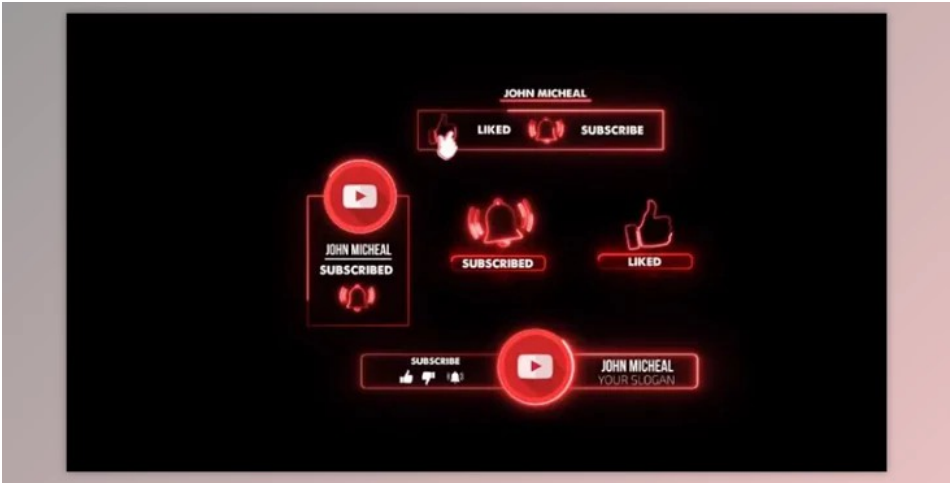 JOHN MICHEAL
LIKED SUBSCRIBE
JOHN MICHEAL
SUBSCRIBED
SUBSCRIBED
LIKED
SUBSCRIBE
JOHN MICHEAL
YOUR SLOGAN